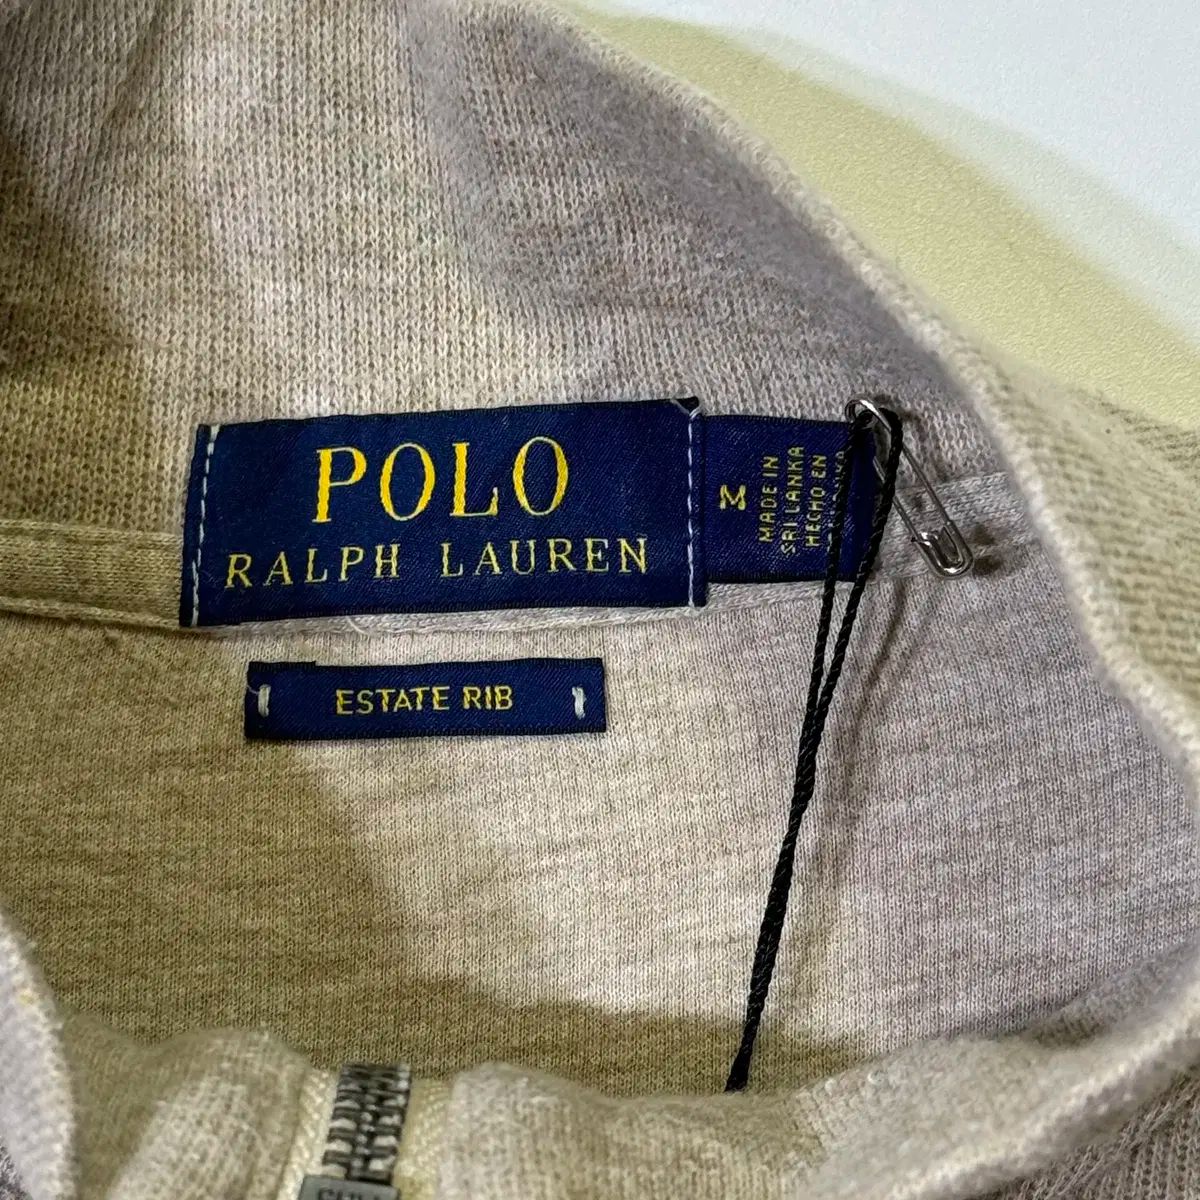 POLO
RALPH LAUREN
M
MADE IN
SRI LANKA
HECHO EN
ESTATE RIB